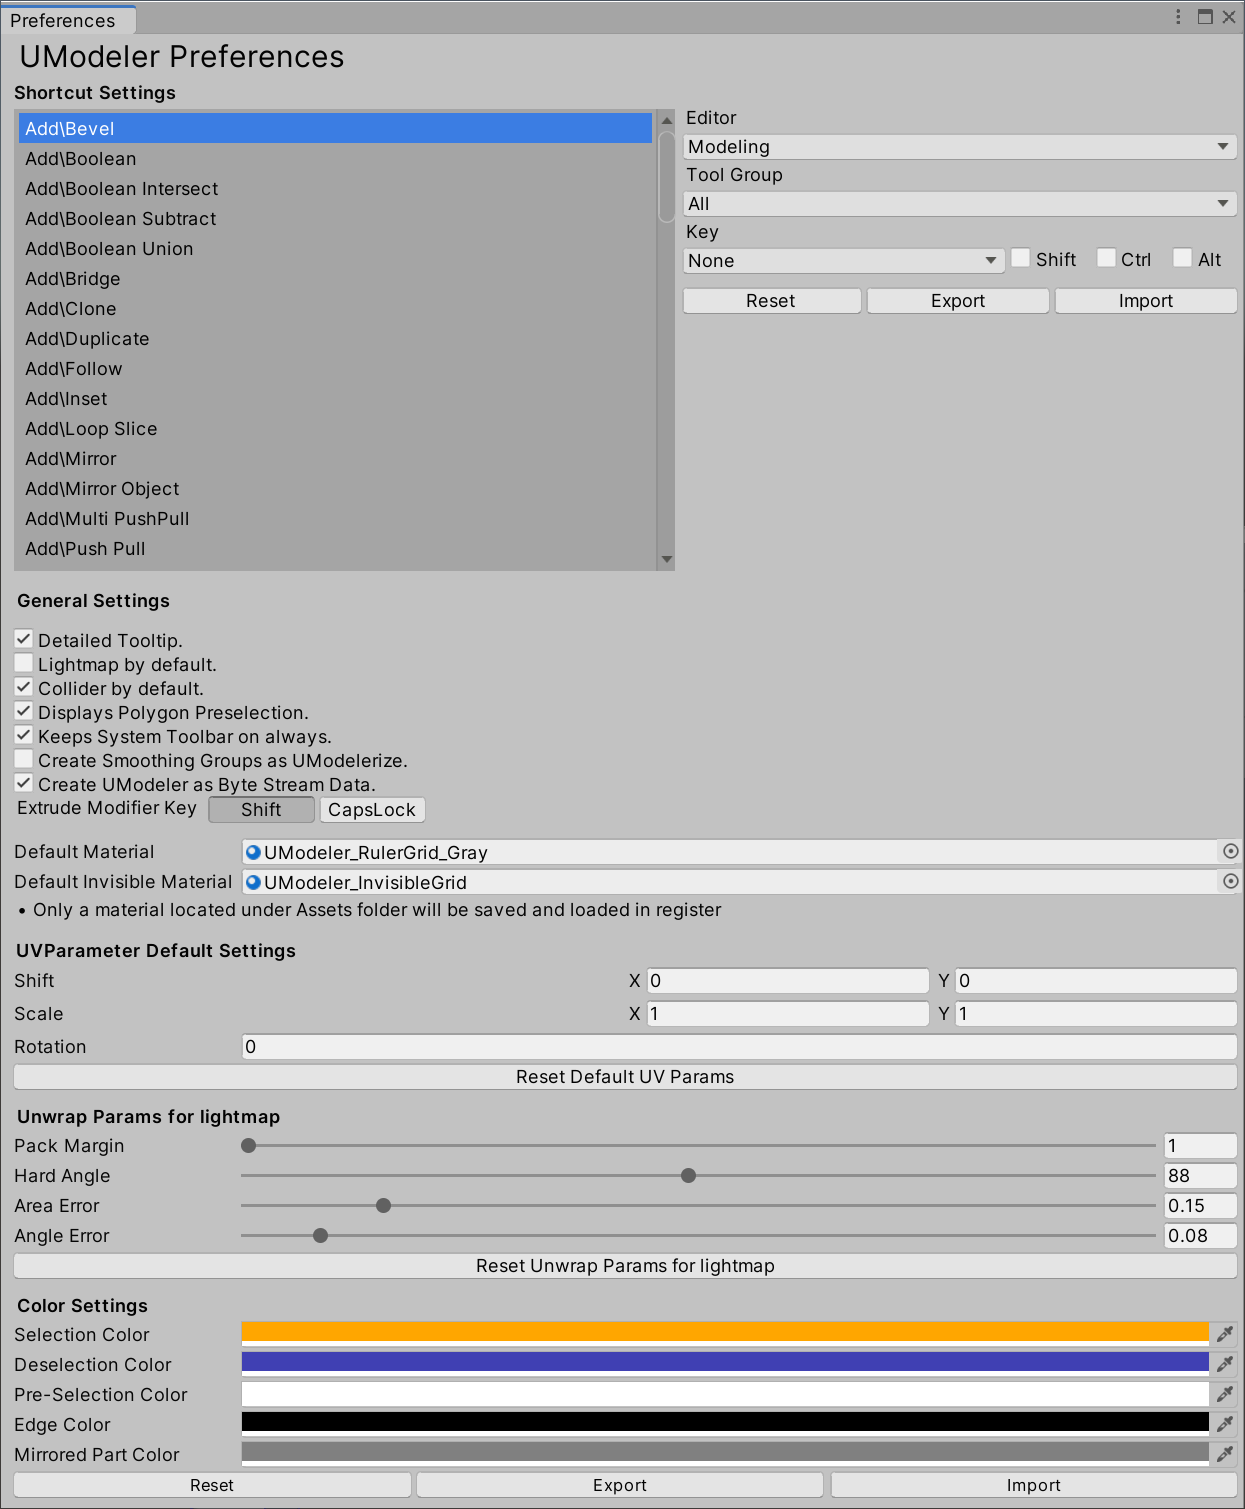 Preferences
UModeler Preferences
Shortcut Settings
Add\Bevel
Add\Boolean
Add\Boolean Intersect
Add\Boolean Subtract
Add\Boolean Union
Add\Bridge
Add\Clone
Add\Duplicate
Add\Follow
Add\Inset
Add\Loop Slice
Add\Mirror
Add\Mirror Object
Add\Multi PushPull
Add\Push Pull
Editor
Modeling
Tool Group
All
Key
None Shift Ctrl Alt
Reset Export Import
General Settings
Detailed Tooltip.
Lightmap by default.
Collider by default.
Displays Polygon Preselection.
Keeps System Toolbar on always.
Create Smoothing Groups as UModelerize.
Create UModeler as Byte Stream Data.
Extrude Modifier Key Shift CapsLock
Default Material UModeler_RulerGrid_Gray
Default Invisible Material UModeler_InvisibleGrid
• Only a material located under Assets folder will be saved and loaded in register
UVParameter Default Settings
Shift X 0 Y 0
Scale X 1 Y 1
Rotation 0
Reset Default UV Params
Unwrap Params for lightmap
Pack Margin 1
Hard Angle 88
Area Error 0.15
Angle Error 0.08
Reset Unwrap Params for lightmap
Color Settings
Selection Color
Deselection Color
Pre-Selection Color
Edge Color
Mirrored Part Color
Reset Export Import